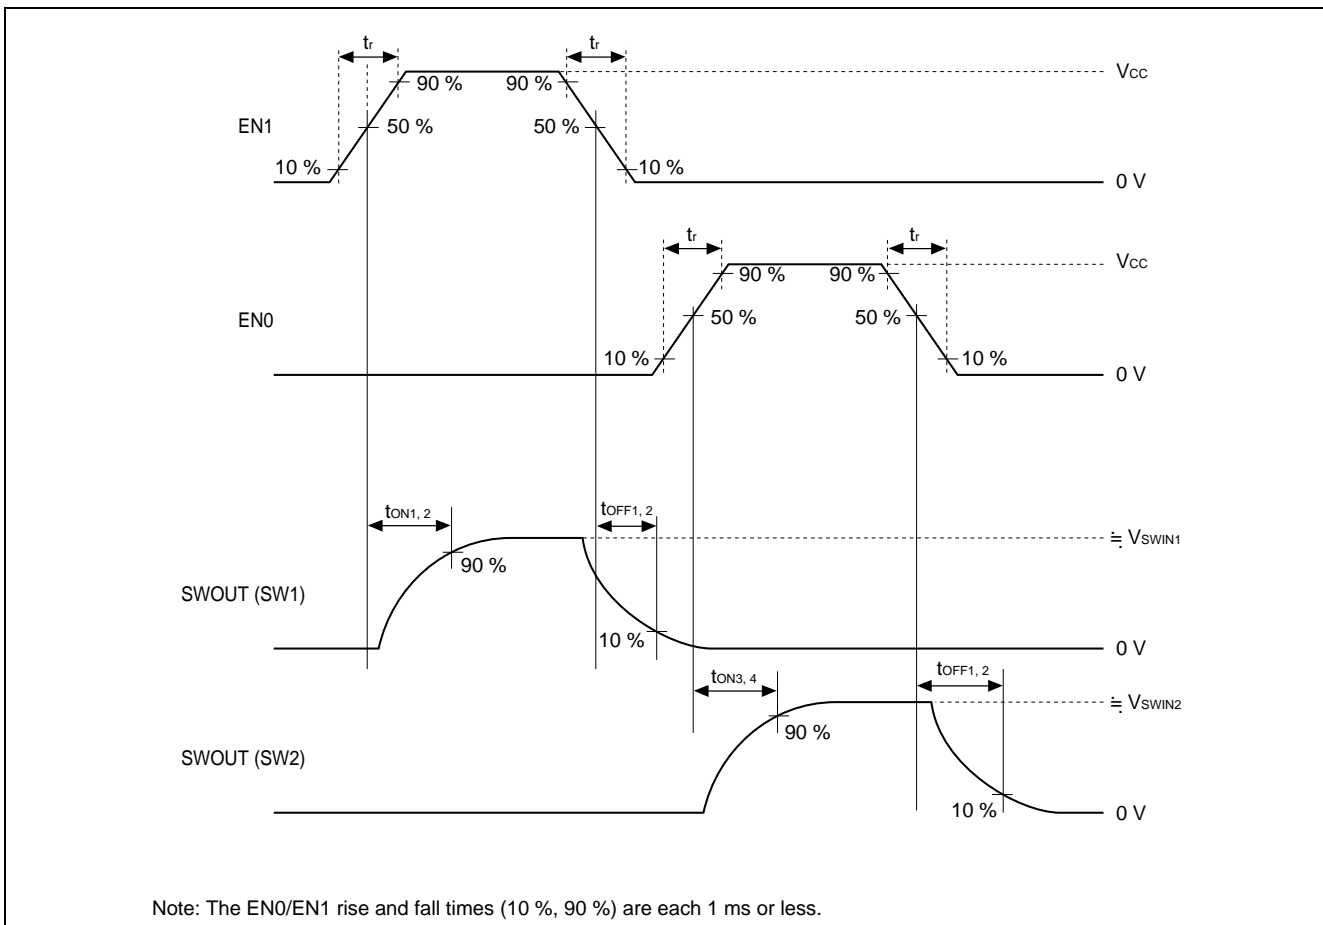 tr tr
VCC
90 % 90 %
EN1 50 % 50 %
10 % 10 %
0 V
tr tr
VCC
90 % 90 %
EN0 50 % 50 %
10 % 10 %
0 V
tON1, 2 tOFF1, 2
≒ VSWIN1
90 %
SWOUT (SW1)
10 %
0 V
tON3, 4 tOFF1, 2
≒ VSWIN2
90 %
SWOUT (SW2)
10 %
0 V
Note: The EN0/EN1 rise and fall times (10 %, 90 %) are each 1 ms or less.